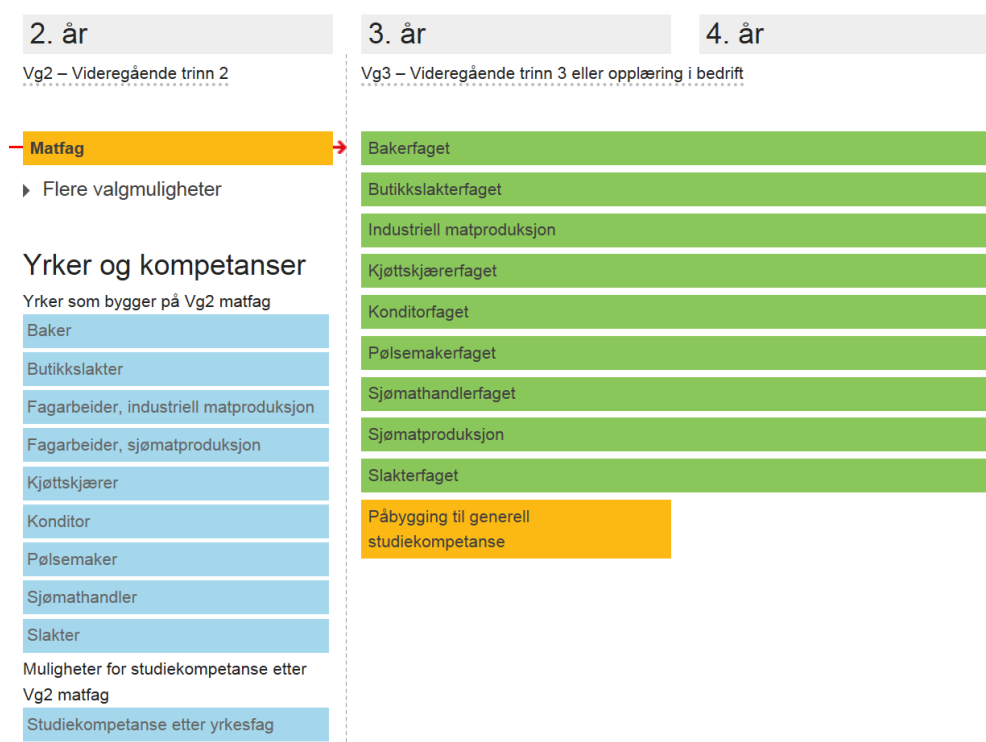 2. år
Vg2 – Videregående trinn 2
Matfag
Flere valgmuligheter
Yrker og kompetanser
Yrker som bygger på Vg2 matfag
Baker
Butikkslakter
Fagarbeider, industriell matproduksjon
Fagarbeider, sjømatproduksjon
Kjøttskjærer
Konditor
Pølsemaker
Sjømathandler
Slakter
Muligheter for studiekompetanse etter
Vg2 matfag
Studiekompetanse etter yrkesfag
3. år
4. år
Vg3 – Videregående trinn 3 eller opplæring i bedrift
Bakerfaget
Butikkslakterfaget
Industriell matproduksjon
Kjøttskjærerfaget
Konditorfaget
Pølsemakerfaget
Sjømathandlerfaget
Sjømatproduksjon
Slakterfaget
Påbygging til generell
studiekompetanse